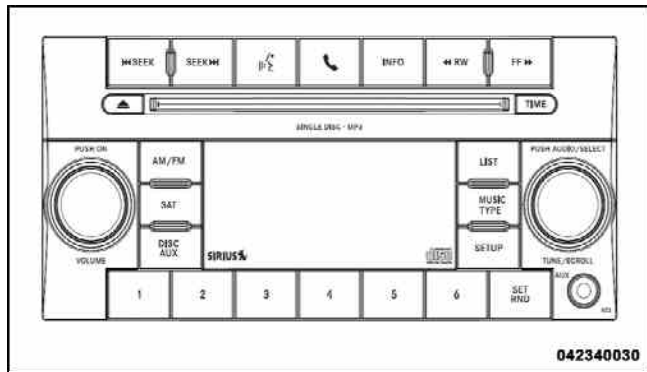 SEEK
SEEK
INFO
RW
FF
TIME
SINGLE DISC - MP3
PUSH ON
VOLUME
AM/FM
SAT
DISC
AUX
SIRIUS
LIST
MUSIC
TYPE
SETUP
PUSH AUDIO/SELECT
TUNE/SCROLL
1
2
3
4
5
6
SET
RND
AUX
042340030